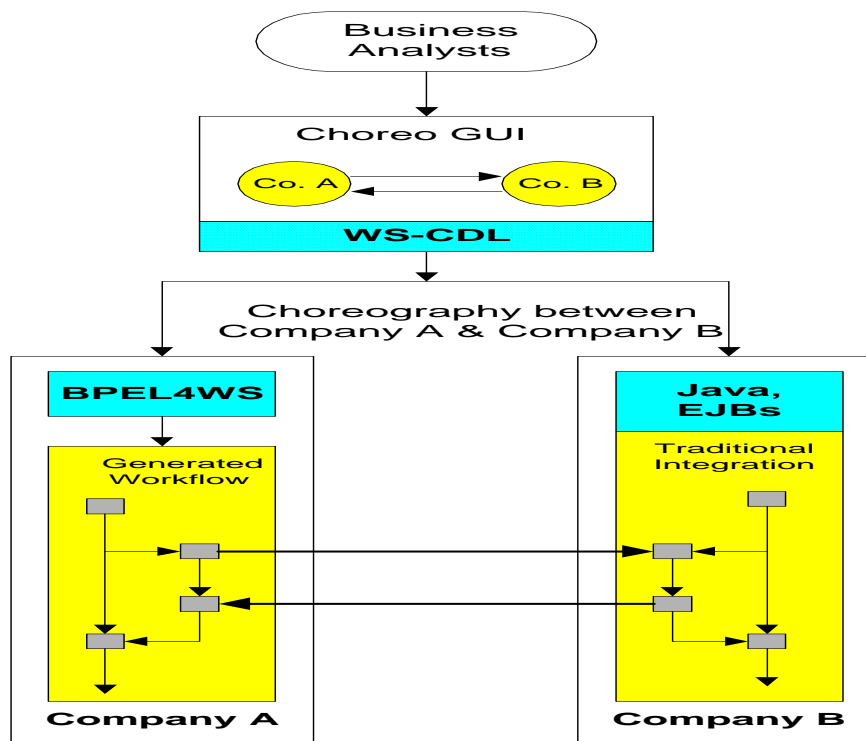 Business
Analysts
Choreo GUI
Co. A
Co. B
WS-CDL
Choreography between
Company A & Company B
BPEL4WS
Generated
Workflow
Java,
EJBs
Traditional
Integration
Company A
Company B